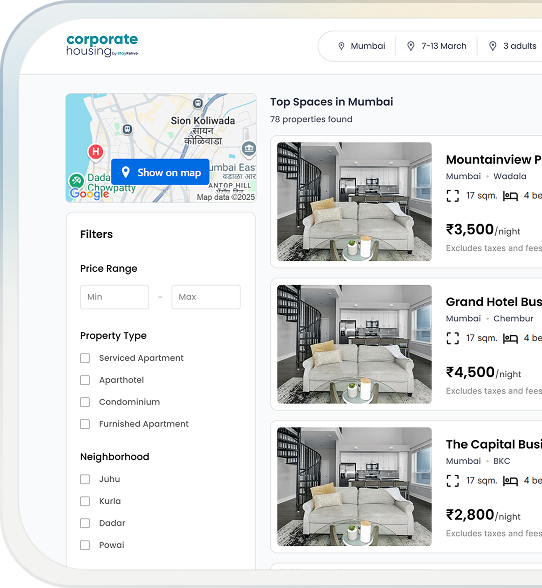 corporate
housing by StayNative
Mumbai
7-13 March
3 adults
Sion Koliwada
सायन
कोळिवाडा
H
Dada
Chowpatty
umbai Eas
ANTOP HILL
Show on map
Google
Map data ©2025
Filters
Price Range
Min
-
Max
Property Type
Serviced Apartment
Aparthotel
Condominium
Furnished Apartment
Neighborhood
Juhu
Kurla
Dadar
Powai
Top Spaces in Mumbai
78 properties found
Mountainview P
Mumbai • Wadala
17 sqm. 4 be
₹3,500/night
Excludes taxes and fees
Grand Hotel Bus
Mumbai • Chembur
17 sqm. 4 be
₹4,500/night
Excludes taxes and fees
The Capital Busi
Mumbai • BKC
17 sqm. 4 be
₹2,800/night
Excludes taxes and fees